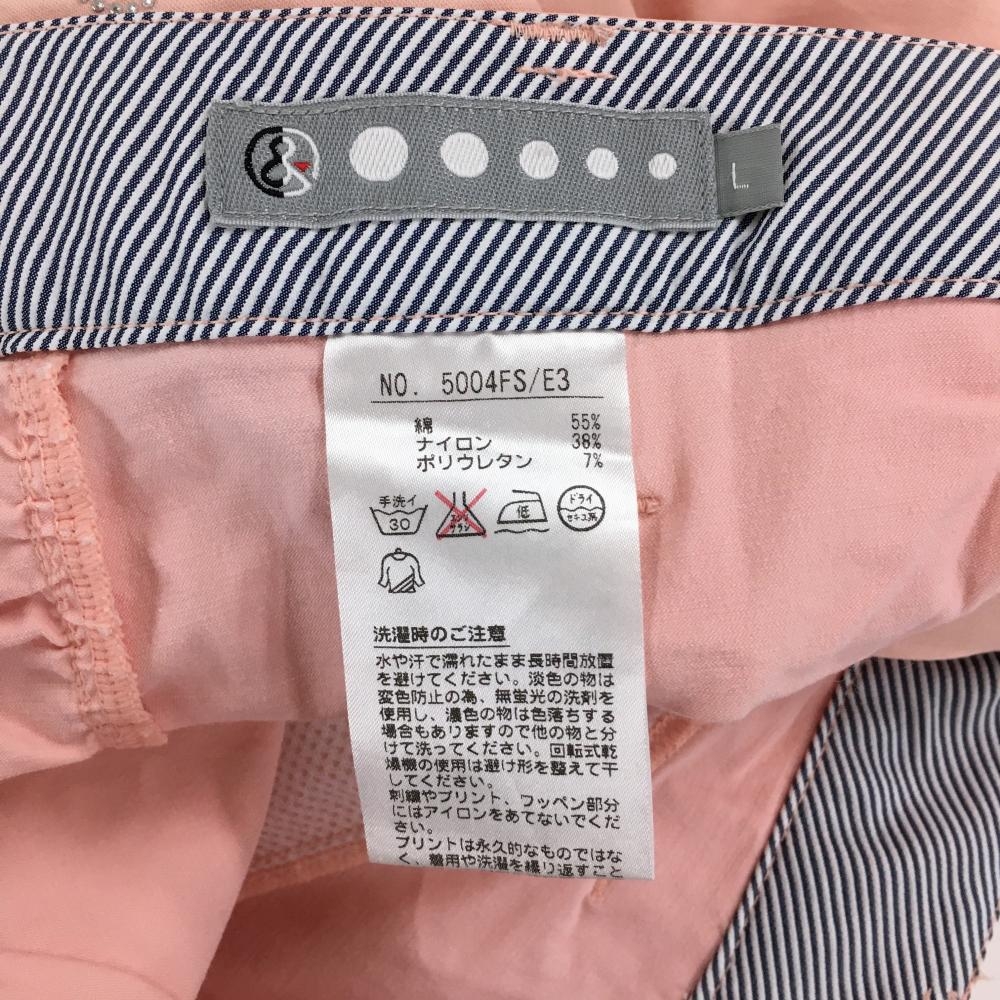 L
NO. 5004FS/E3
綿 55%
ナイロン 38%
ポリウレタン 7%
手洗イ
30
エンソ
サラシ
低
ドライ
セキユ系
洗濯時のご注意
水や汗で濡れたまま長時間放置
を避けてください。淡色の物は
変色防止の為、無蛍光の洗剤を
使用し、濃色の物は色落ちする
場合もありますので他の物と分
けて洗ってください。回転式乾
燥機の使用は避け形を整えて干
してください。
刺繍やプリント、ワッペン部分
にはアイロンをあてないでくだ
さい。
プリントは永久的なものではな
く、着用や洗濯を繰り返すこと